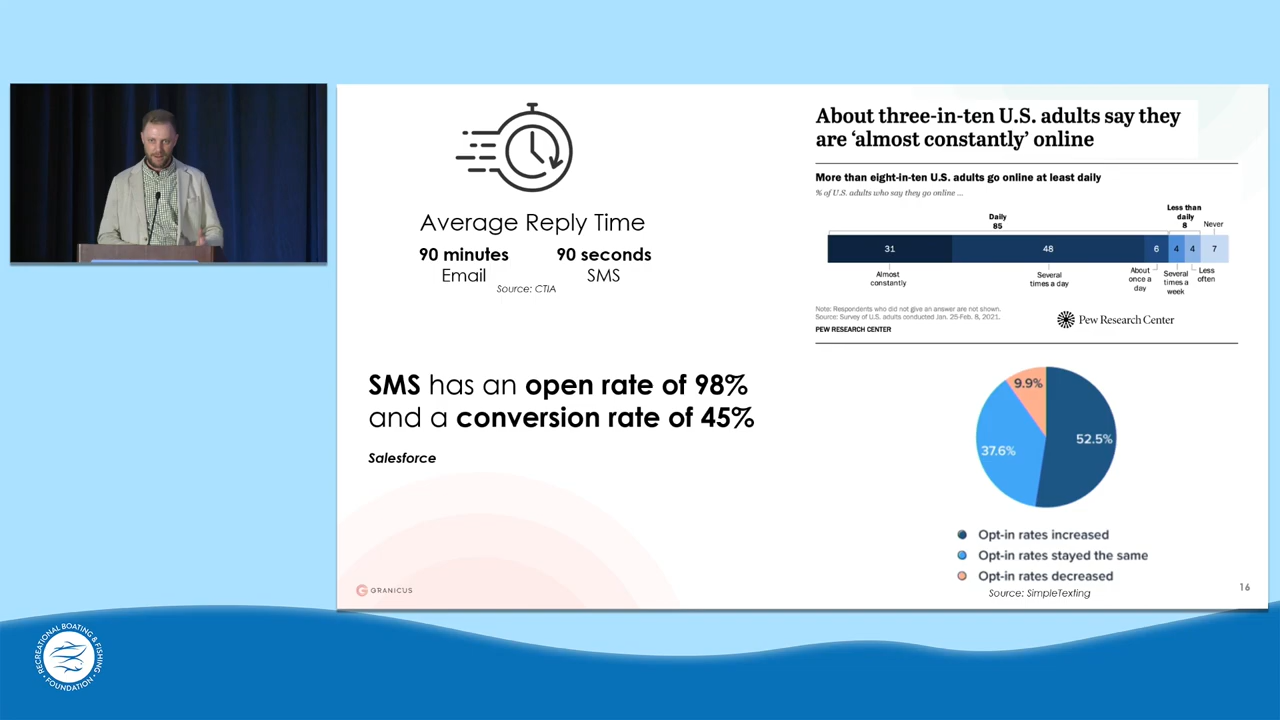 Average Reply Time
90 minutes
Email
90 seconds
SMS
Source: CTIA
SMS has an open rate of 98%
and a conversion rate of 45%
Salesforce
GRANICUS
About three-in-ten U.S. adults say they
are ‘almost constantly’ online
More than eight-in-ten U.S. adults go online at least daily
% of U.S. adults who say they go online ...
Daily
85
Less than
daily
8
Never
31
48
6
4
4
7
Almost
constantly
Several
times a day
About
once a
day
Several
times a
week
Less
often
Note: Respondents who did not give an answer are not shown.
Source: Survey of U.S. adults conducted Jan. 25-Feb. 8, 2021.
PEW RESEARCH CENTER
Pew Research Center
9.9%
52.5%
37.6%
Opt-in rates increased
Opt-in rates stayed the same
Opt-in rates decreased
Source: SimpleTexting
16
RECREATIONAL BOATING & FISHING
FOUNDATION